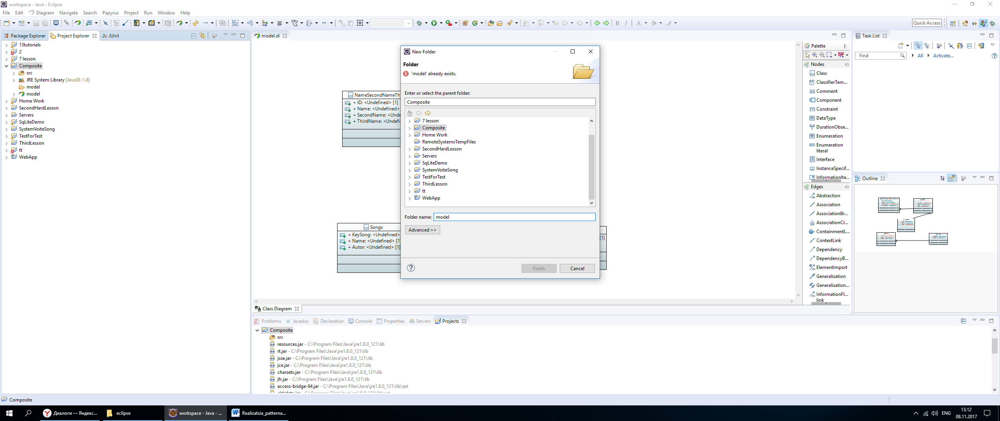 workspace - Java - Eclipse
File Edit Diagram Navigate Search Papyrus Project Run Window Help
Quick Access
Package Explorer Project Explorer JUnit
13tutorials
2
7 lesson
Composite
src
JRE System Library [JavaSE-1.8]
model
model
Home Work
SecondHardLesson
Servers
SqLiteDemo
SystemVoiteSong
TestForTest
ThirdLesson
tt
WebApp
model.di
NameSecondNameTh
+ ID: <Undefined> [1]
+ Name: <Undefined>
+ SecondName: <Unde
+ ThirdName: <Undefi
Songs
+ KeySong: <Undefined>
+ Name: <Undefined> [1]
+ Autor: <Undefined> [1]
[1]
New Folder
Folder
'model' already exists.
Enter or select the parent folder:
Composite
7 lesson
Composite
Home Work
RemoteSystemsTempFiles
SecondHardLesson
Servers
SqLiteDemo
SystemVoiteSong
TestForTest
ThirdLesson
tt
WebApp
Folder name: model
Advanced >>
Finish Cancel
Class Diagram
Palette
Nodes
Class
ClassifierTem...
Comment
Component
Constraint
DataType
DurationObse...
Enumeration
Enumeration
literal
Interface
InstanceSpecif...
InformationIte...
Edges
Abstraction
Association
AssociationBr...
AssociationCl...
ContainmentL...
ContextLink
Dependency
DependencyB...
ElementImport
Generalization
Generalization...
InformationFl...
link
Task List
Find All Activate...
Outline
Problems Javadoc Declaration Console Properties Servers Projects
Composite
src
resources.jar - C:\Program Files\Java\jre1.8.0_121\lib
rt.jar - C:\Program Files\Java\jre1.8.0_121\lib
jsse.jar - C:\Program Files\Java\jre1.8.0_121\lib
jce.jar - C:\Program Files\Java\jre1.8.0_121\lib
charsets.jar - C:\Program Files\Java\jre1.8.0_121\lib
jfr.jar - C:\Program Files\Java\jre1.8.0_121\lib
access-bridge-64.jar - C:\Program Files\Java\jre1.8.0_121\lib\ext
Composite
Диалоги — Яндекс... eclipse workspace - Java - ... Realizatsia_patterna...
ENG
13:12
08.11.2017